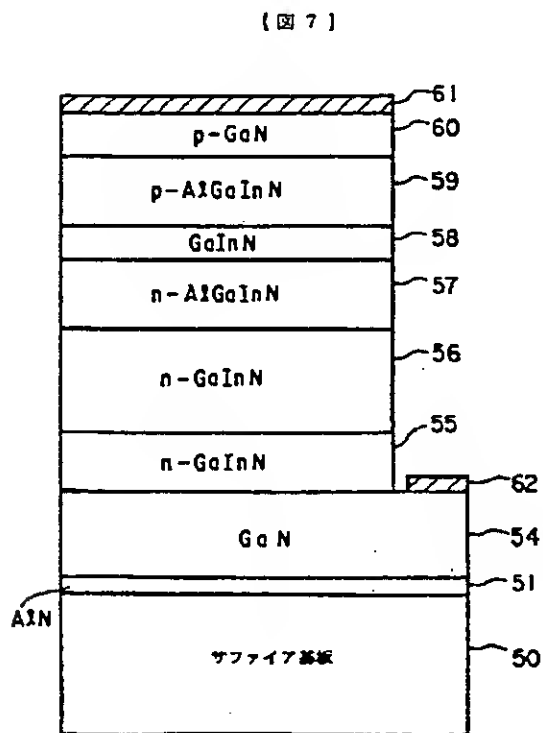 【図7】
61
p-GaN 60
p-AlGaInN 59
GaInN 58
n-AlGaInN 57
n-GaInN 56
n-GaInN 55
62
GaN 54
AlN 51
サファイア基板 50